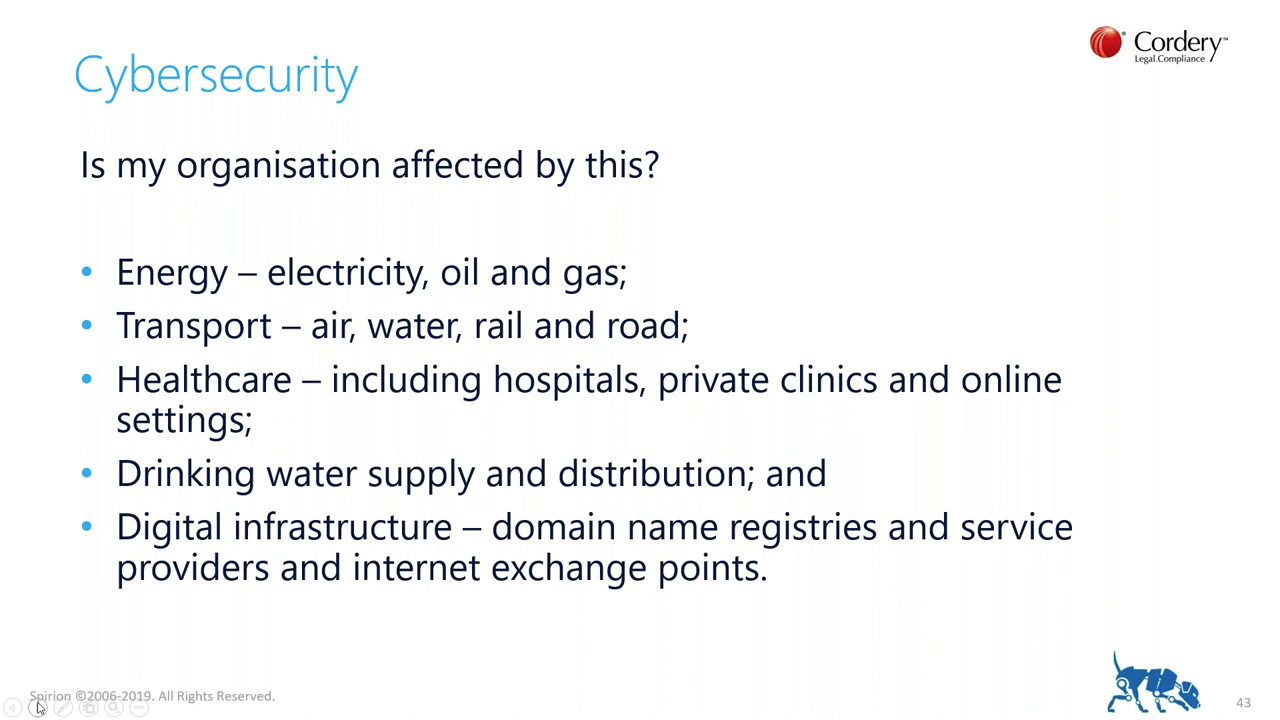 Cordery™
Legal.Compliance
Cybersecurity
Is my organisation affected by this?
• Energy – electricity, oil and gas;
• Transport – air, water, rail and road;
• Healthcare – including hospitals, private clinics and online
settings;
• Drinking water supply and distribution; and
• Digital infrastructure – domain name registries and service
providers and internet exchange points.
Spirion ©2006-2019. All Rights Reserved.
43